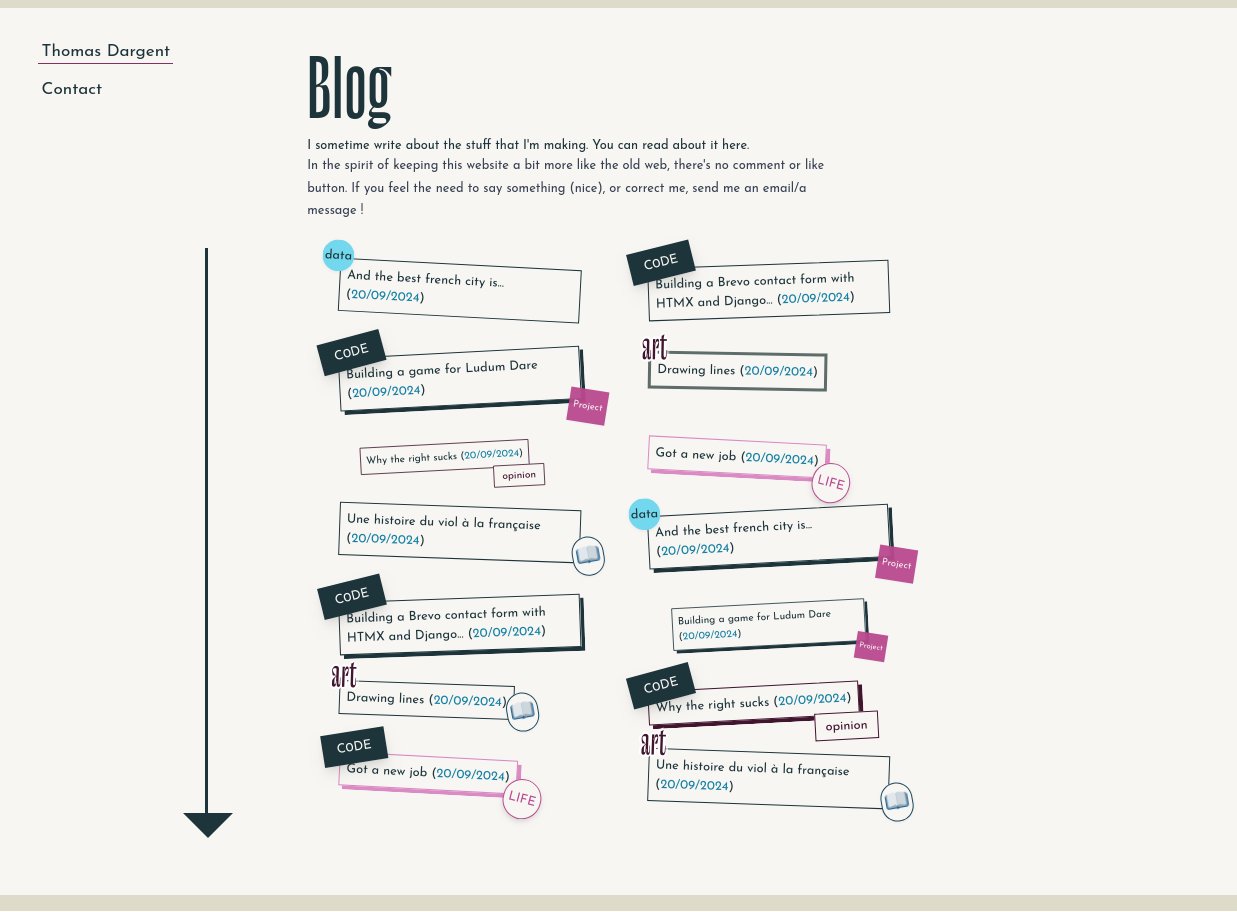 Thomas Dargent
Contact
Blog
I sometime write about the stuff that I'm making. You can read about it here.
In the spirit of keeping this website a bit more like the old web, there's no comment or like
button. If you feel the need to say something (nice), or correct me, send me an email/a
message !
data
And the best french city is...
(20/09/2024)
CODE
Building a Brevo contact form with
HTMX and Django... (20/09/2024)
CODE
Building a game for Ludum Dare
(20/09/2024)
Project
art
Drawing lines (20/09/2024)
Why the right sucks (20/09/2024)
opinion
Got a new job (20/09/2024)
LIFE
Une histoire du viol à la française
(20/09/2024)
data
And the best french city is...
(20/09/2024)
Project
CODE
Building a Brevo contact form with
HTMX and Django... (20/09/2024)
Building a game for Ludum Dare
(20/09/2024)
Project
art
Drawing lines (20/09/2024)
CODE
Why the right sucks (20/09/2024)
opinion
CODE
Got a new job (20/09/2024)
LIFE
art
Une histoire du viol à la française
(20/09/2024)